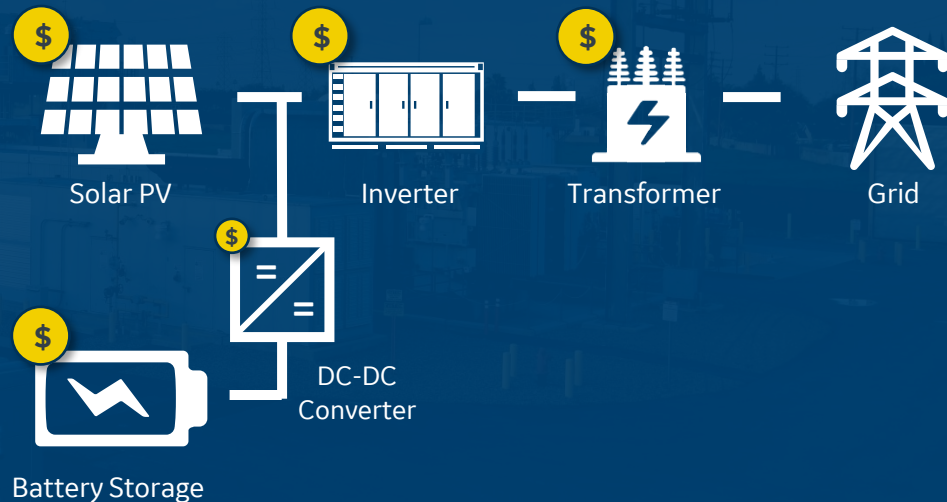 $
$
$
Solar PV
Inverter
Transformer
Grid
$
$
DC-DC
Converter
Battery Storage